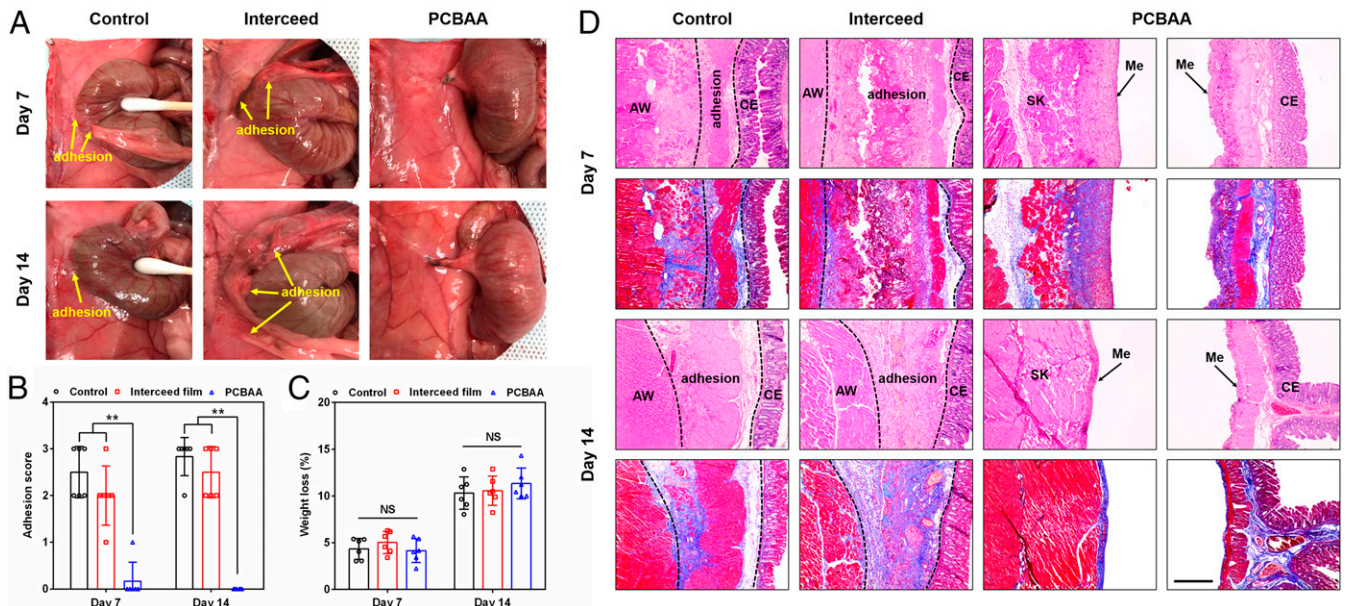 A
Control
Interceed
PCBAA
Day 7
adhesion
adhesion
Day 14
adhesion
adhesion
B
Control
Interceed film
PCBAA
Adhesion score
4
3
2
1
0
**
**
Day 7
Day 14
C
Control
Interceed film
PCBAA
Weight loss (%)
20
15
10
5
0
NS
NS
Day 7
Day 14
D
Control
Interceed
PCBAA
Day 7
AW
adhesion
CE
AW
adhesion
CE
SK
Me
Me
CE
Day 14
AW
adhesion
CE
AW
adhesion
CE
SK
Me
Me
CE